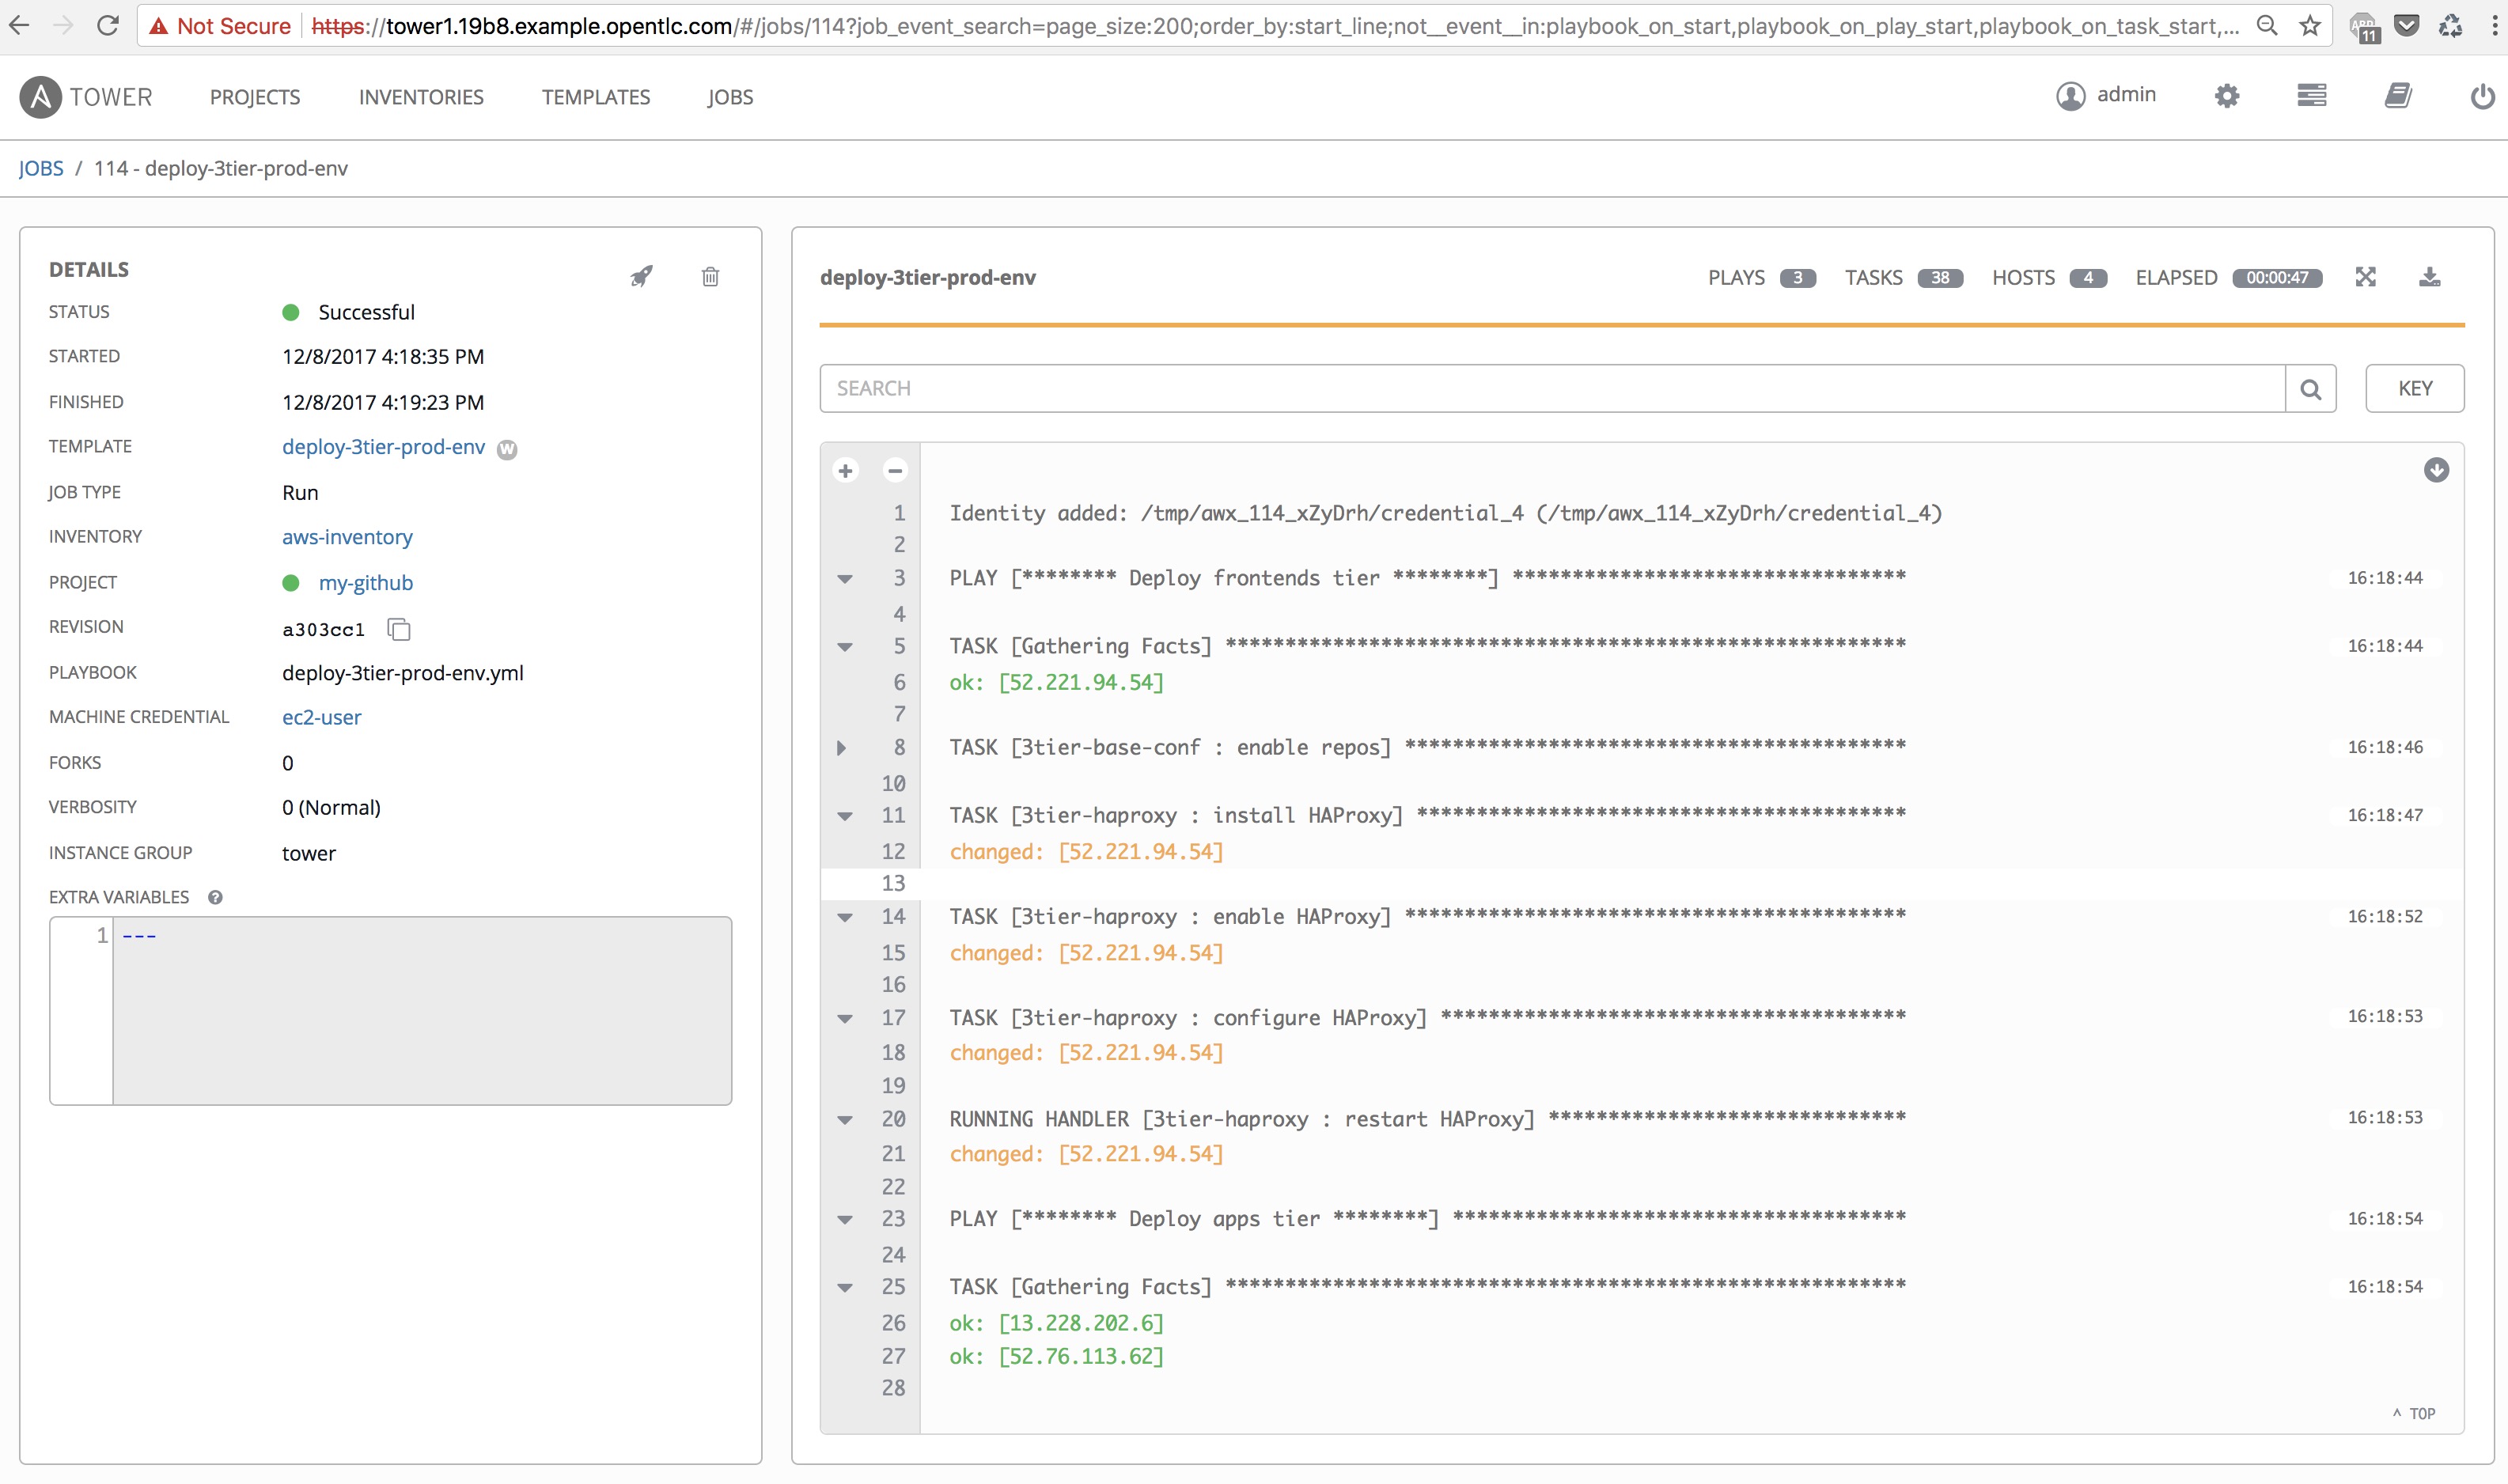 Not Secure https://tower1.19b8.example.opentlc.com/#/jobs/114?job_event_search=page_size:200;order_by:start_line;not__event__in:playbook_on_start,playbook_on_play_start,playbook_on_task_start,... 11
A TOWER PROJECTS INVENTORIES TEMPLATES JOBS admin
JOBS / 114 - deploy-3tier-prod-env
DETAILS
STATUS Successful
STARTED 12/8/2017 4:18:35 PM
FINISHED 12/8/2017 4:19:23 PM
TEMPLATE deploy-3tier-prod-env W
JOB TYPE Run
INVENTORY aws-inventory
PROJECT my-github
REVISION a303cc1
PLAYBOOK deploy-3tier-prod-env.yml
MACHINE CREDENTIAL ec2-user
FORKS 0
VERBOSITY 0 (Normal)
INSTANCE GROUP tower
EXTRA VARIABLES ?
1 ---
deploy-3tier-prod-env PLAYS 3 TASKS 38 HOSTS 4 ELAPSED 00:00:47
SEARCH KEY
1 Identity added: /tmp/awx_114_xZyDrh/credential_4 (/tmp/awx_114_xZyDrh/credential_4)
2
3 PLAY [******** Deploy frontends tier ********] ********************************* 16:18:44
4
5 TASK [Gathering Facts] ********************************************************* 16:18:44
6 ok: [52.221.94.54]
7
8 TASK [3tier-base-conf : enable repos] ****************************************** 16:18:46
10
11 TASK [3tier-haproxy : install HAProxy] ***************************************** 16:18:47
12 changed: [52.221.94.54]
13
14 TASK [3tier-haproxy : enable HAProxy] ****************************************** 16:18:52
15 changed: [52.221.94.54]
16
17 TASK [3tier-haproxy : configure HAProxy] *************************************** 16:18:53
18 changed: [52.221.94.54]
19
20 RUNNING HANDLER [3tier-haproxy : restart HAProxy] ****************************** 16:18:53
21 changed: [52.221.94.54]
22
23 PLAY [******** Deploy apps tier ********] ************************************** 16:18:54
24
25 TASK [Gathering Facts] ********************************************************* 16:18:54
26 ok: [13.228.202.6]
27 ok: [52.76.113.62]
28
^ TOP